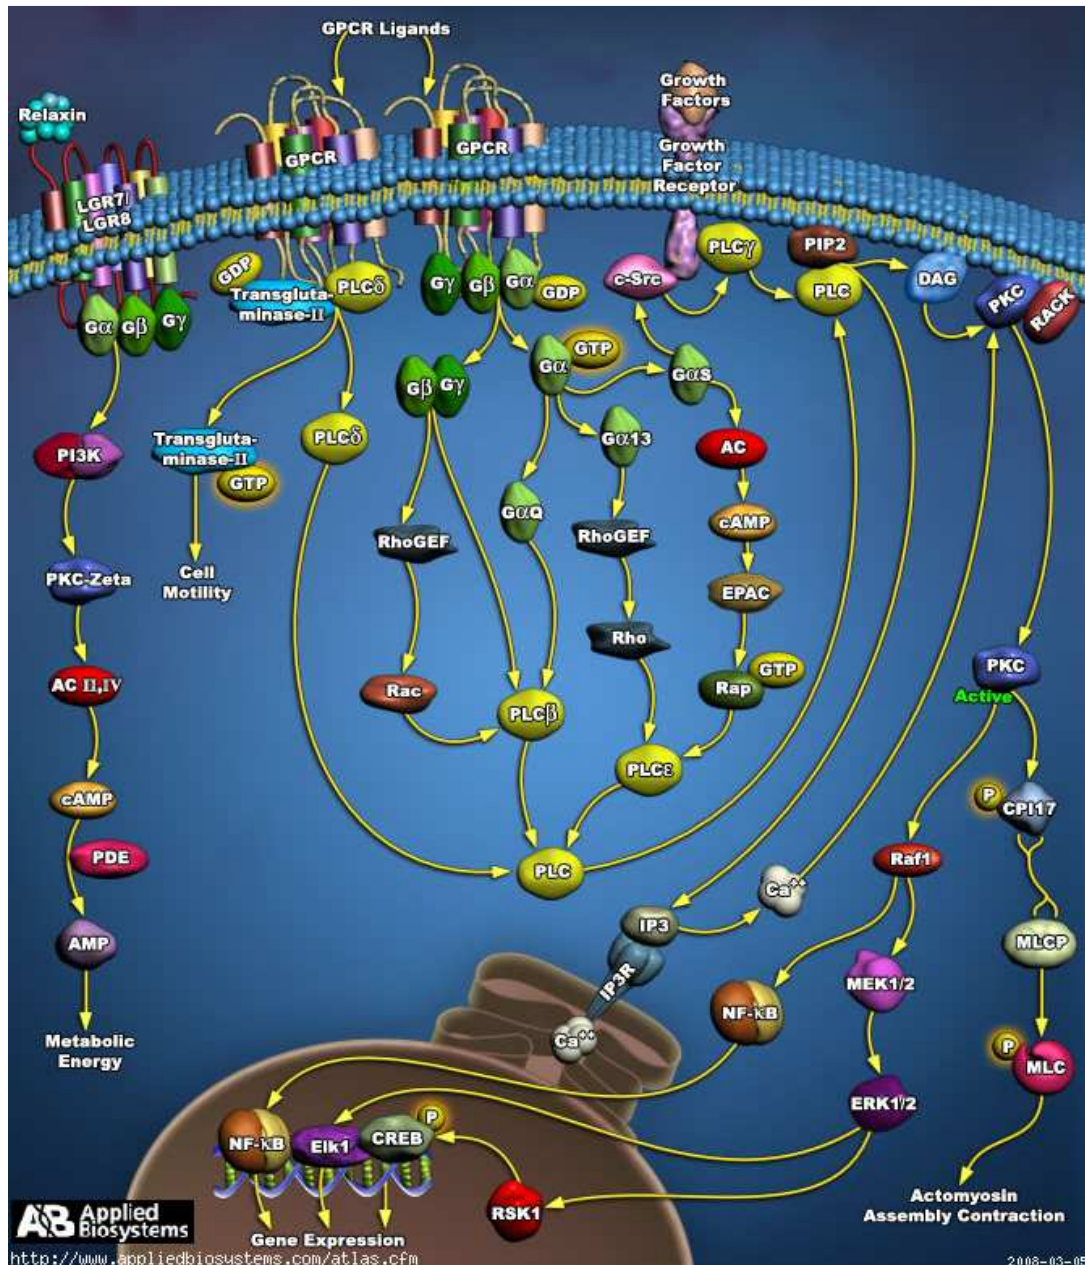 GPCR Ligands
Relaxin
GPCR
GPCR
Growth
Factors
Growth
Factor
Receptor
LGR7/
LGR8
GDP
Transgluta-
minase-II
PLCδ
Gγ
Gβ
Gα
GDP
c-Src
PLCγ
PIP2
PLC
DAG
PKC
RACK
Gα
Gβ
Gγ
Gβ
Gγ
Gα
GTP
GαS
PI3K
Transgluta-
minase-II
GTP
PLCδ
Gα13
AC
GαQ
cAMP
RhoGEF
RhoGEF
PKC-Zeta
Cell
Motility
EPAC
Rho
AC II,IV
Rac
PLCβ
Rap
GTP
PKC
Active
PLCε
cAMP
P
CPI17
PDE
PLC
Raf1
Ca++
AMP
IP3
IP3R
MLCP
MEK1/2
NF-κB
Ca++
Metabolic
Energy
P
MLC
ERK1/2
NF-κB
Elk1
CREB
P
RSK1
Gene Expression
Actomyosin
Assembly Contraction
AB Applied
Biosystems
http://www.appliedbiosystems.com/atlas.cfm
2008-03-05